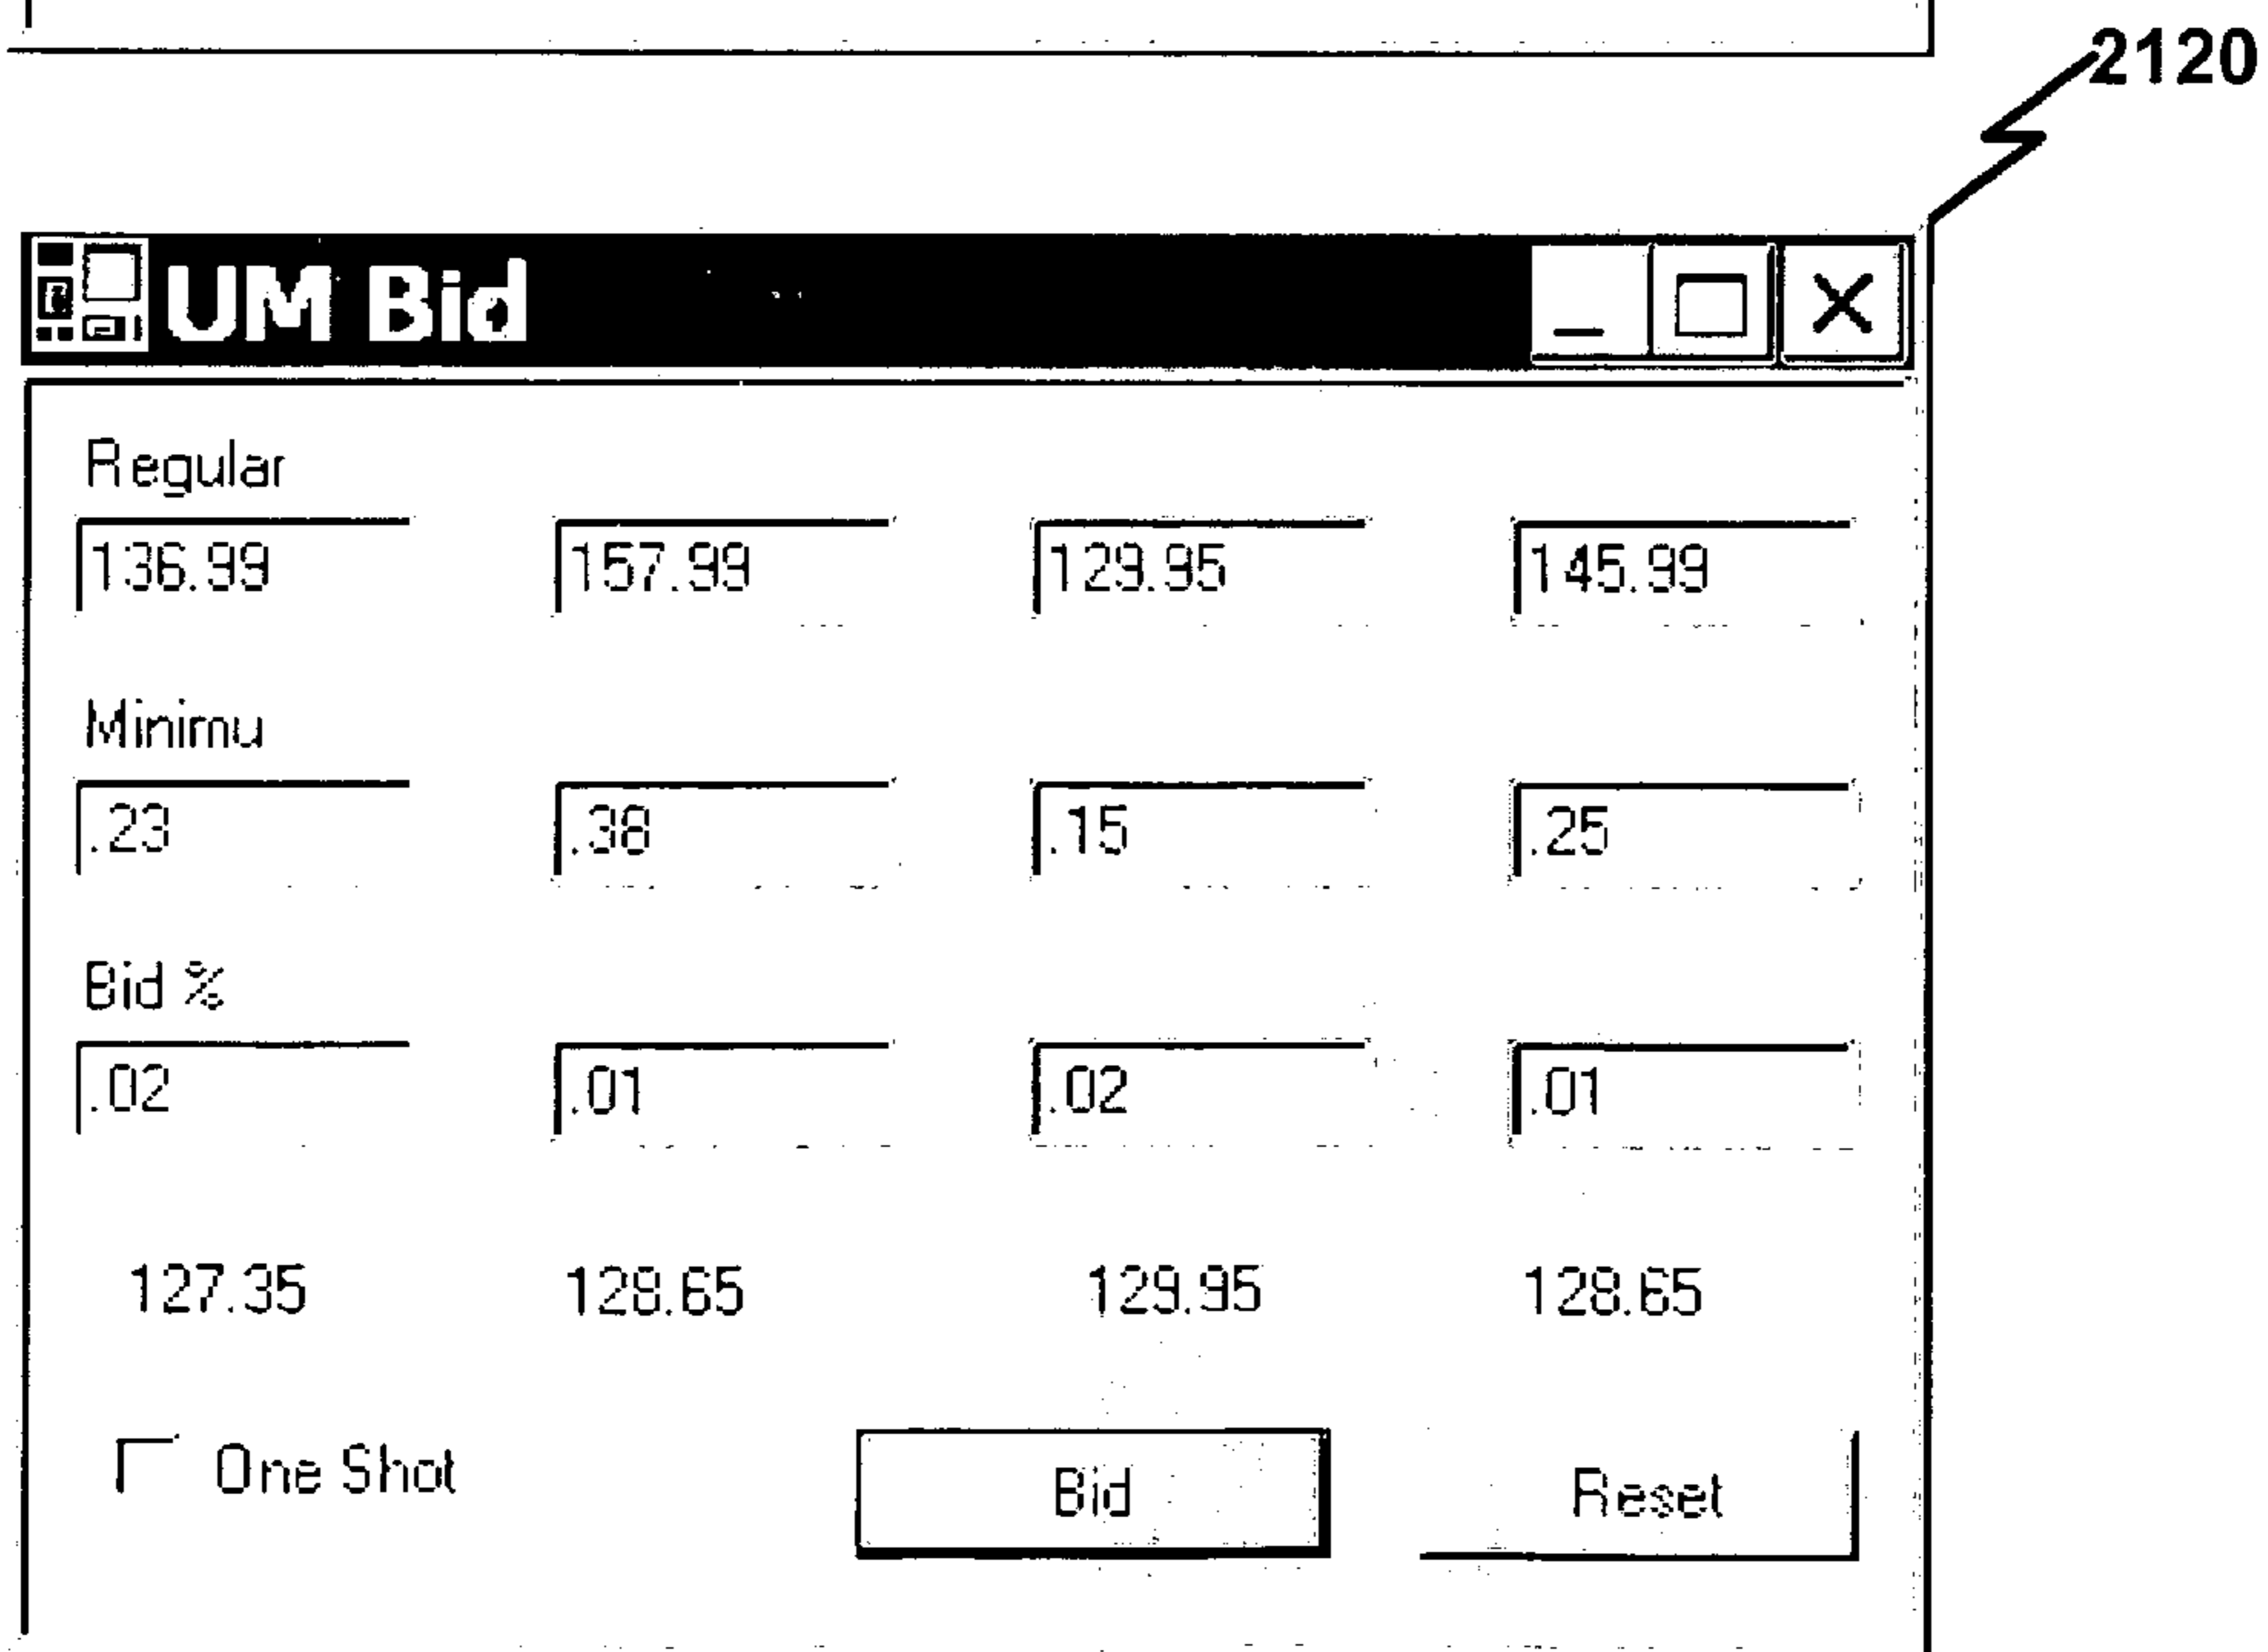 2120
UM Bid
Regular
136.99 157.99 129.95 145.99
Minimu
.23 .38 .15 .25
Bid %
.02 .01 .02 .01
127.35 128.65 129.95 128.65
One Shot Bid Reset